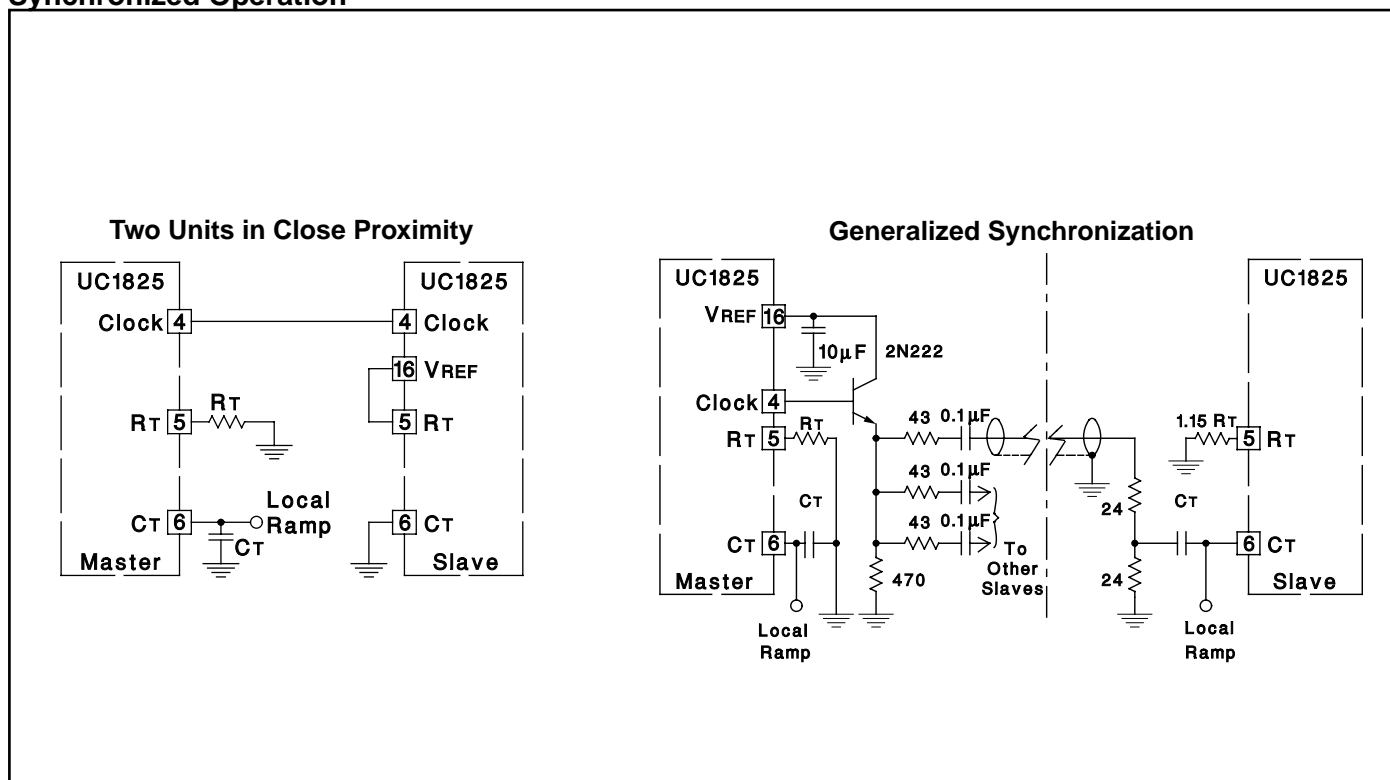 Synchronized Operation
Two Units in Close Proximity
UC1825
UC1825
Clock 4
4 Clock
16 VREF
RT 5
RT
5 RT
CT 6
Local
Ramp
CT
6 CT
Master
Slave
Generalized Synchronization
UC1825
UC1825
VREF 16
10µF
2N222
Clock 4
RT 5
RT
43 0.1µF
1.15 RT
5 RT
43 0.1µF
CT
43 0.1µF
24
CT
CT 6
To
Other
Slaves
6 CT
Master
470
24
Slave
Local
Ramp
Local
Ramp